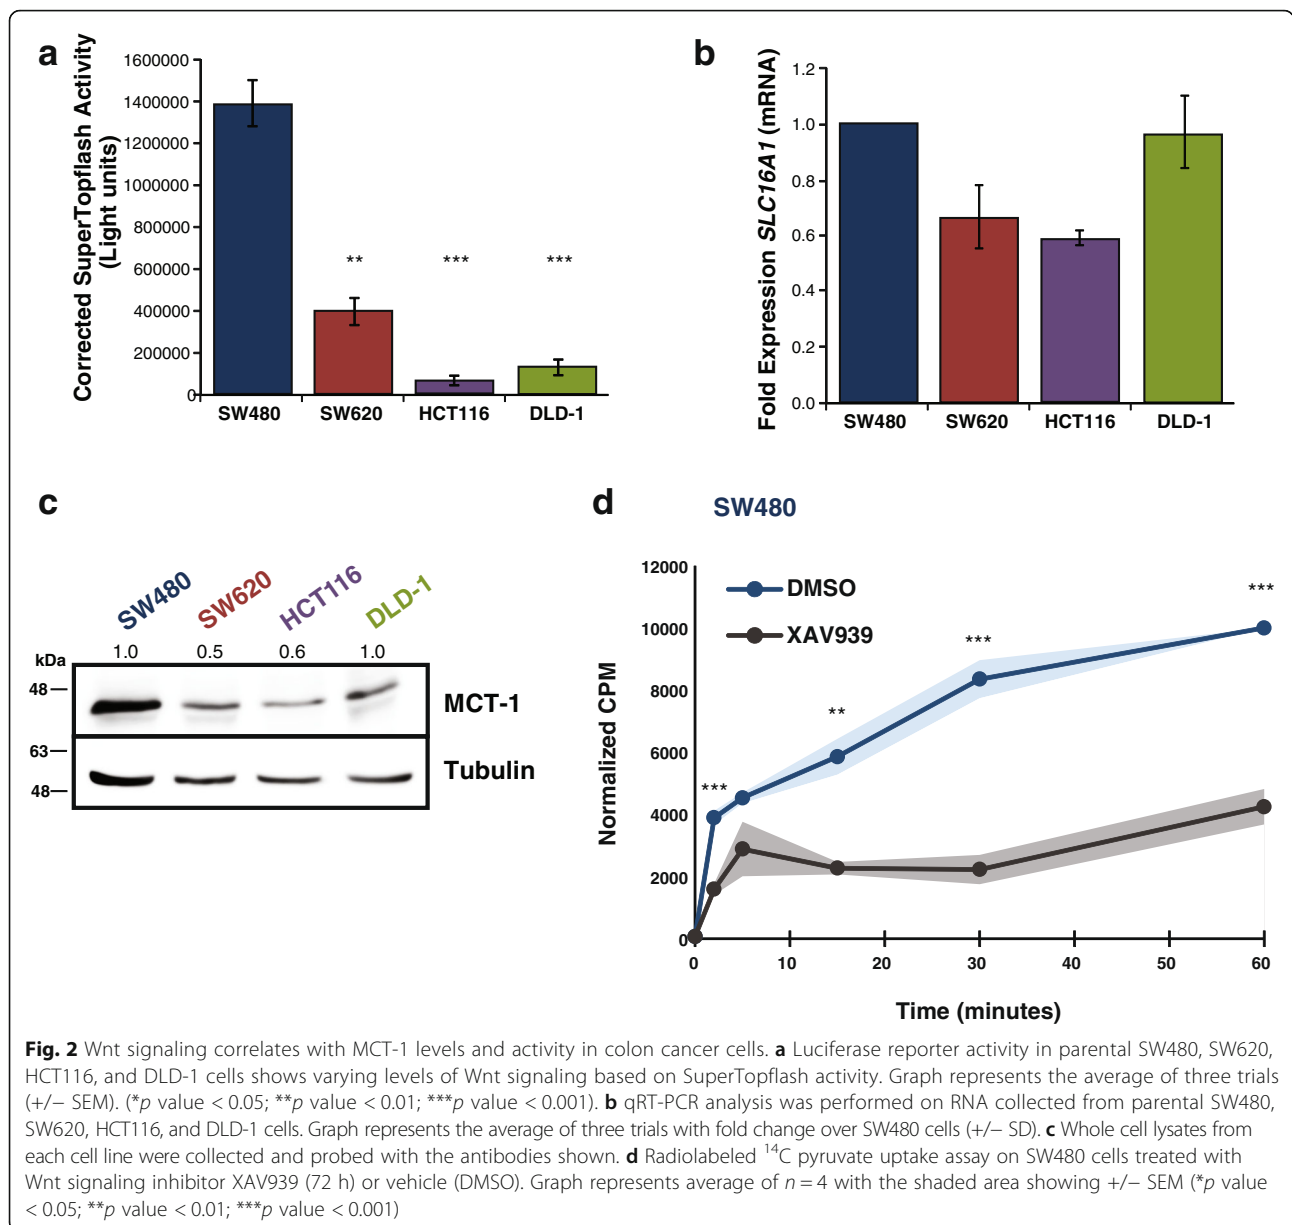 a
Corrected SuperTopflash Activity
(Light units)
1600000
1400000
1200000
1000000
800000
600000
400000
200000
0
** *** ***
SW480 SW620 HCT116 DLD-1
b
Fold Expression SLC16A1 (mRNA)
1.2
1.0
0.8
0.6
0.4
0.2
0.0
SW480 SW620 HCT116 DLD-1
c
SW480 SW620 HCT116 DLD-1
kDa 1.0 0.5 0.6 1.0
48
MCT-1
63
Tubulin
48
d
SW480
Normalized CPM
12000
10000
8000
6000
4000
2000
0
DMSO
XAV939
*** ** *** ***
0 10 20 30 40 50 60
Time (minutes)
Fig. 2 Wnt signaling correlates with MCT-1 levels and activity in colon cancer cells. a Luciferase reporter activity in parental SW480, SW620,
HCT116, and DLD-1 cells shows varying levels of Wnt signaling based on SuperTopflash activity. Graph represents the average of three trials
(+/− SEM). (*p value < 0.05; **p value < 0.01; ***p value < 0.001). b qRT-PCR analysis was performed on RNA collected from parental SW480,
SW620, HCT116, and DLD-1 cells. Graph represents the average of three trials with fold change over SW480 cells (+/− SD). c Whole cell lysates from
each cell line were collected and probed with the antibodies shown. d Radiolabeled ¹⁴C pyruvate uptake assay on SW480 cells treated with
Wnt signaling inhibitor XAV939 (72 h) or vehicle (DMSO). Graph represents average of n = 4 with the shaded area showing +/− SEM (*p value
< 0.05; **p value < 0.01; ***p value < 0.001)